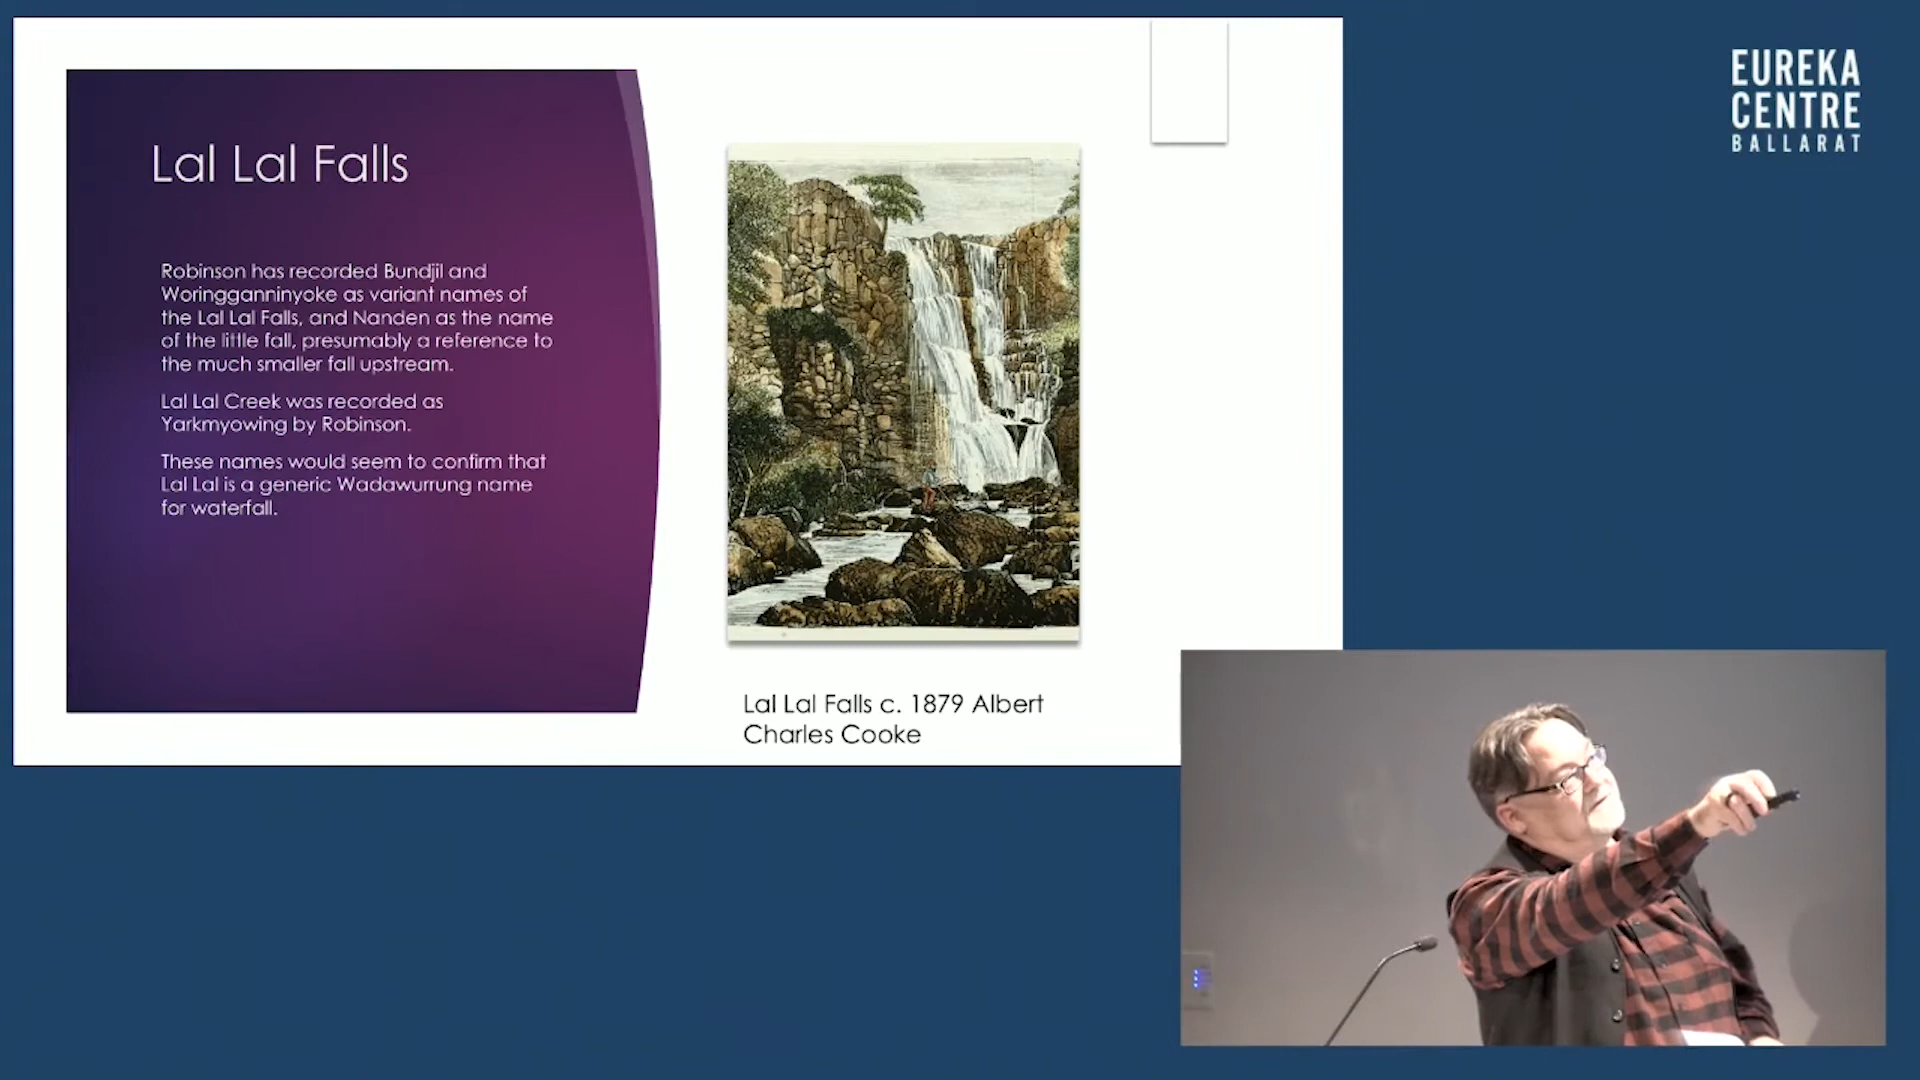 Lal Lal Falls
Robinson has recorded Bundjil and
Woringganninyoke as variant names of
the Lal Lal Falls, and Nanden as the name
of the little fall, presumably a reference to
the much smaller fall upstream.
Lal Lal Creek was recorded as
Yarkmyowing by Robinson.
These names would seem to confirm that
Lal Lal is a generic Wadawurrung name
for waterfall.
Lal Lal Falls c. 1879 Albert
Charles Cooke
EUREKA
CENTRE
BALLARAT